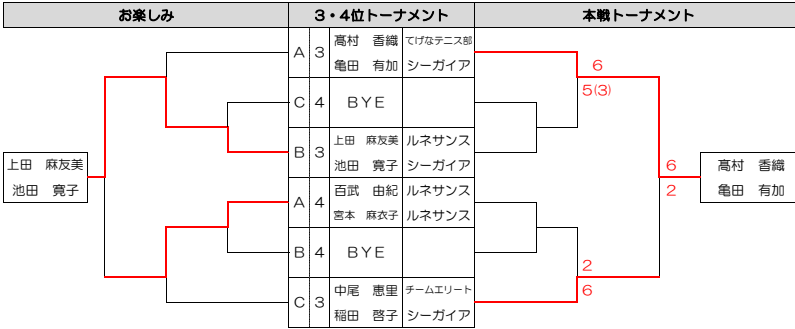 お楽しみ ３・４位トーナメント 本戦トーナメント
A 3 髙村　香織 てげなテニス部
亀田　有加 シーガイア
6
5(3)
C 4 ＢＹＥ
B 3 上田　麻友美 ルネサンス
池田　寛子 シーガイア
上田　麻友美
池田　寛子
6
2
髙村　香織
亀田　有加
A 4 百武　由紀 ルネサンス
宮本　麻衣子 ルネサンス
B 4 ＢＹＥ
2
6
C 3 中尾　恵里 チームエリート
稲田　啓子 シーガイア